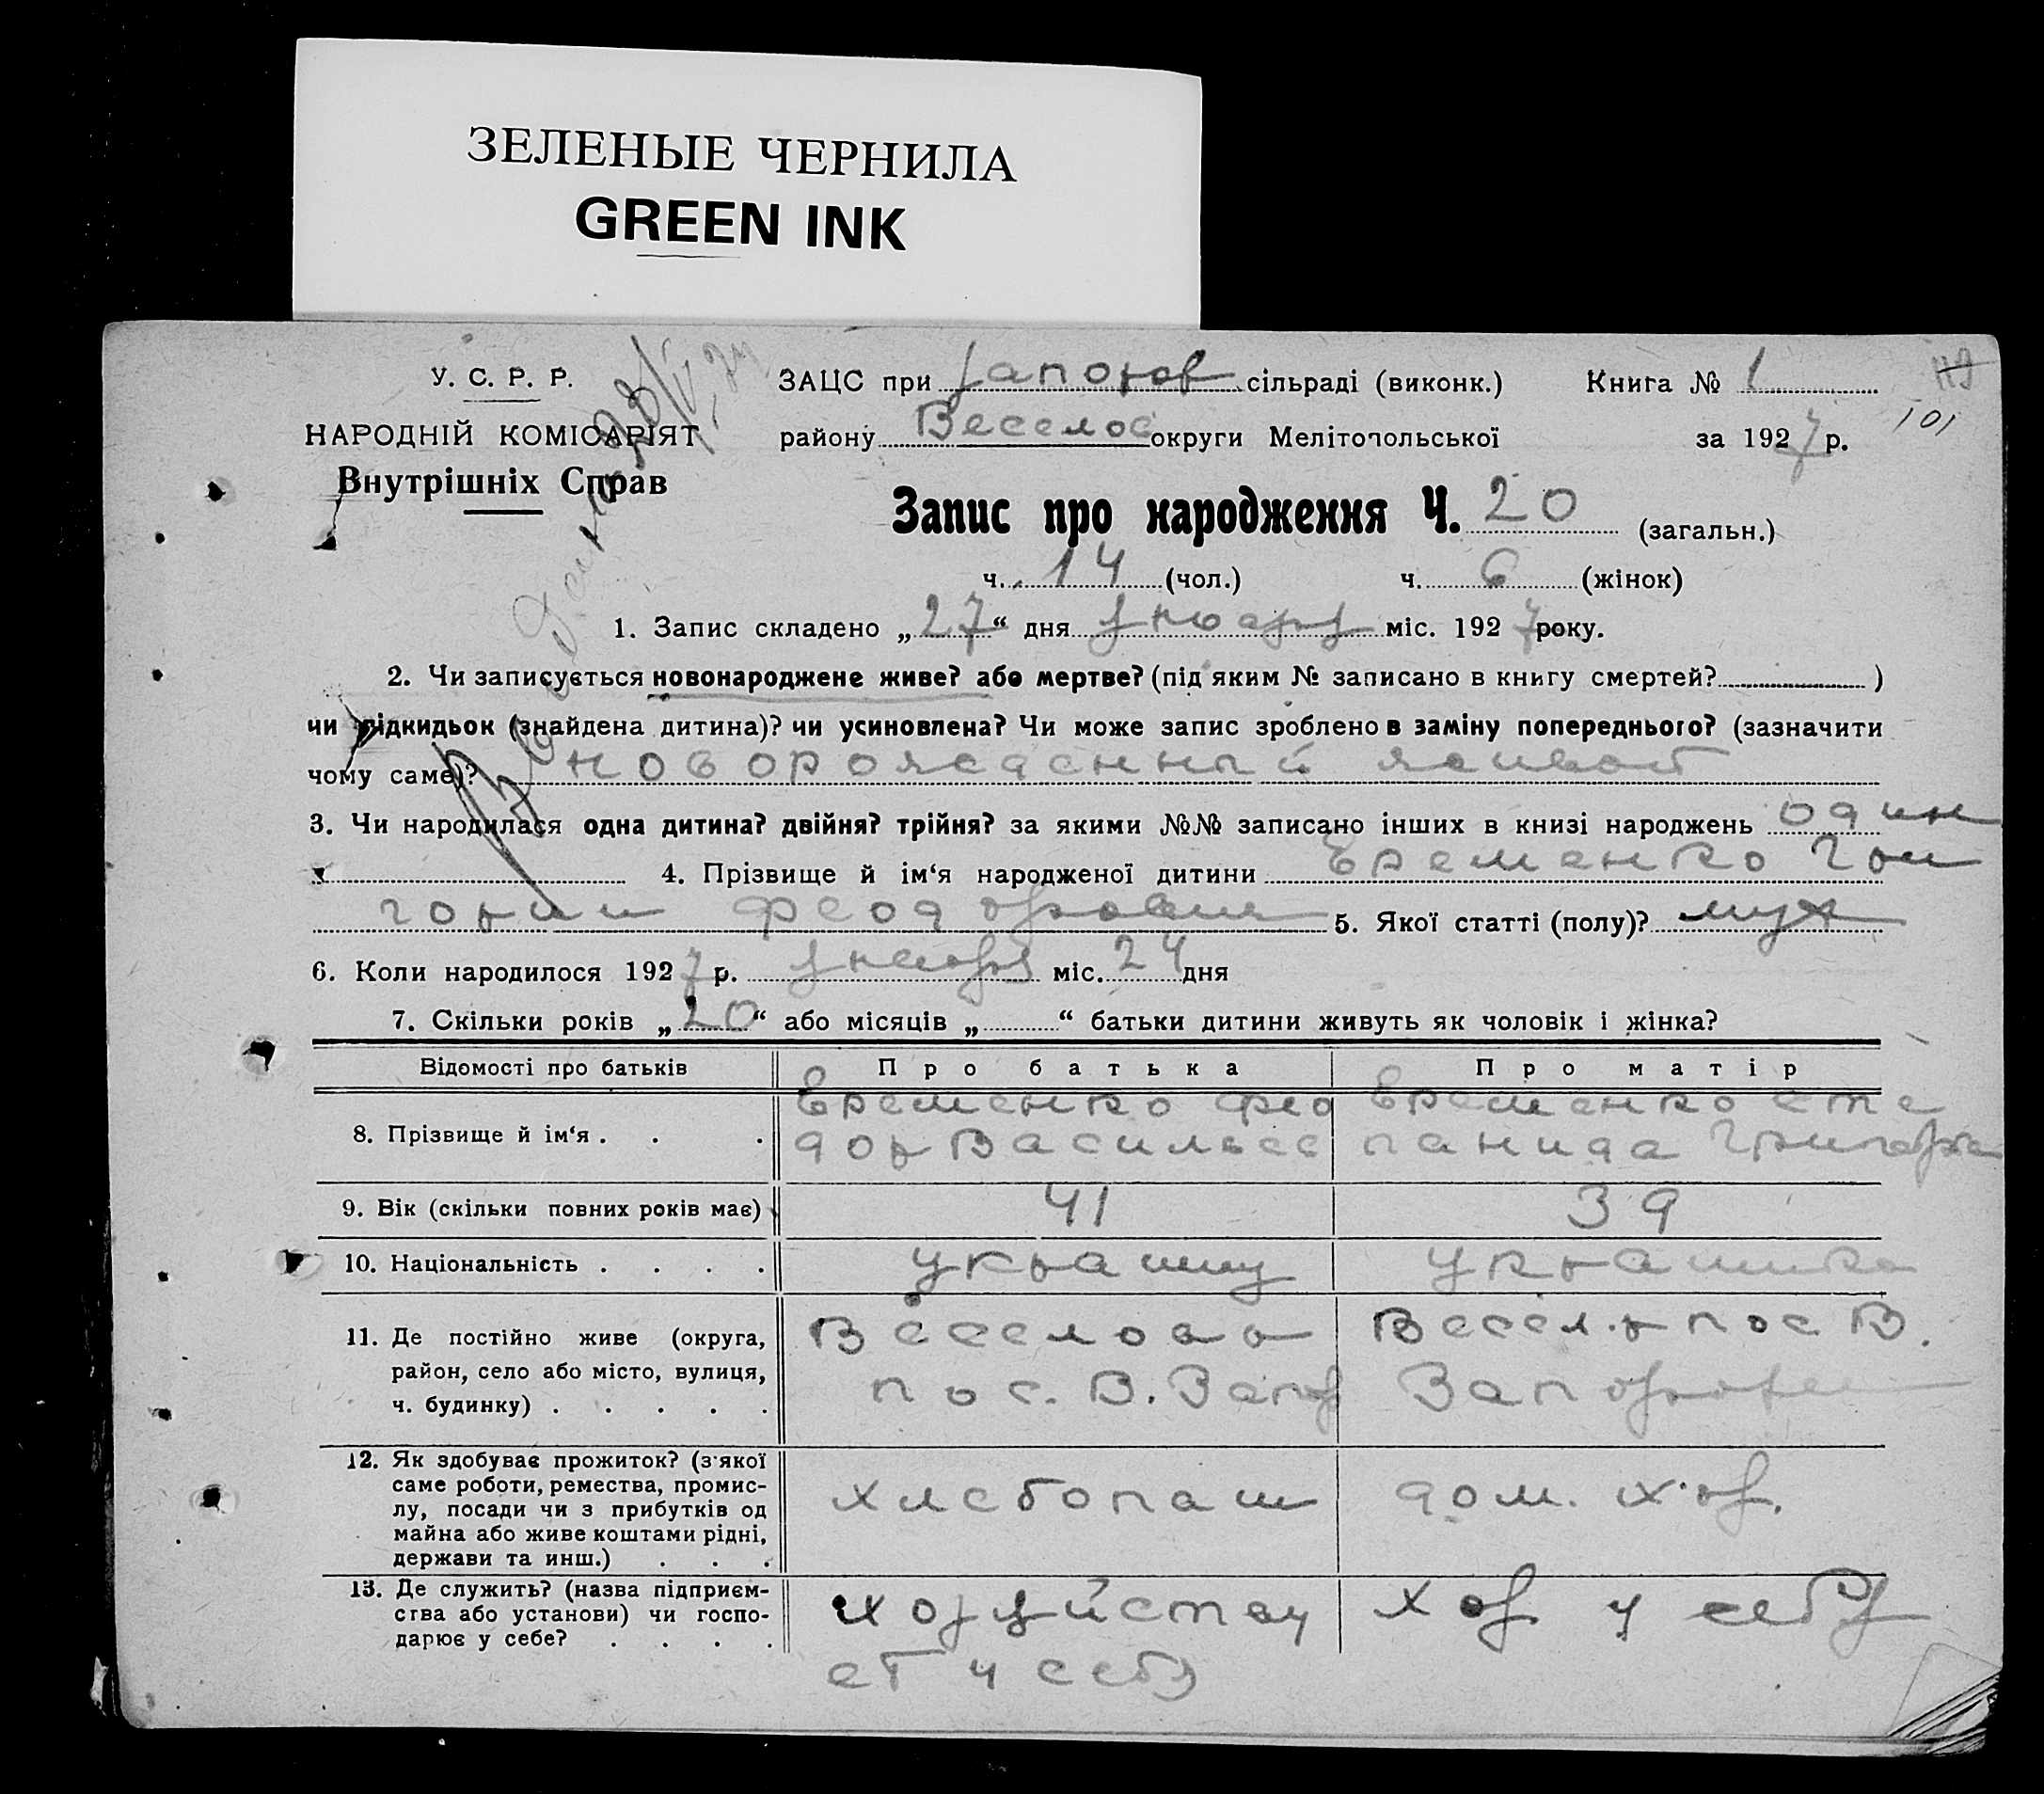 ЗЕЛЕНЫЕ ЧЕРНИЛА
GREEN INK
У. С. Р. Р.
НАРОДНІЙ КОМІСАРІЯТ
Внутрішніх Справ
ЗАЦС при Запорож сільраді (виконк.) Книга № 1
101
району Веселос округи Мелітопольської за 1927 р.
Запис про народження Ч. 20 (загальн.)
ч. 14 (чол.) ч. 6 (жінок)
1. Запис складено „27“ дня января міс. 1927 року.
2. Чи записується новонароджене живе? або мертве? (під яким № записано в книгу смертей? )
чи підкидьок (знайдена дитина)? чи усиновлена? Чи може запис зроблено в заміну попереднього? (зазначити
чому саме)? новорожденный живой
3. Чи народилася одна дитина? двійня? трійня? за якими №№ записано інших в книзі народжень один
4. Прізвище й ім‘я народженої дитини Еременко Гри
горий Феодорович 5. Якої статті (полу)? муж
6. Коли народилося 1927 р. января міс. 24 дня
7. Скільки років „20“ або місяців „ “ батьки дитини живуть як чоловік і жінка?
Відомості про батьків Про батька Про матір
8. Прізвище й ім‘я . . . Еременко Фео Еременко Сте
дор Васильев панида Григорьев
9. Вік (скільки повних років має) 41 39
10. Національність . . . . украинц украинка
11. Де постійно живе (округа, Веселов р Весел. р пос В.
район, село або місто, вулиця, пос. В. Запор Запорожье
ч. будинку) . . . . .
12. Як здобуває прожиток? (з'якої
саме роботи, ремества, промис-
лу, посади чи з прибутків од хлебопаш дом. хоз.
майна або живе коштами рідні,
держави та инш.) . . .
13. Де служить? (назва підприєм-
ства або установи) чи госпо- хозяйству хоз у себя
дарює у себе? . . . .
ет у себя